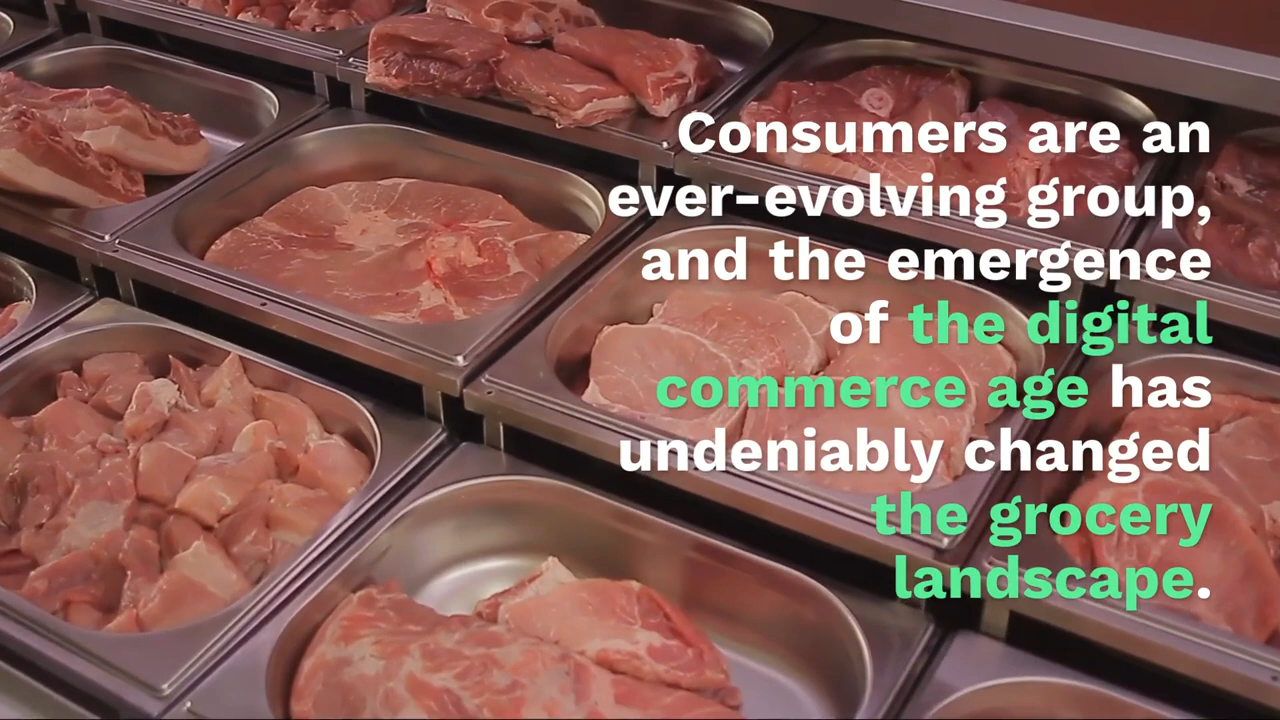 Consumers are an
ever-evolving group,
and the emergence
of the digital
commerce age has
undeniably changed
the grocery
landscape.